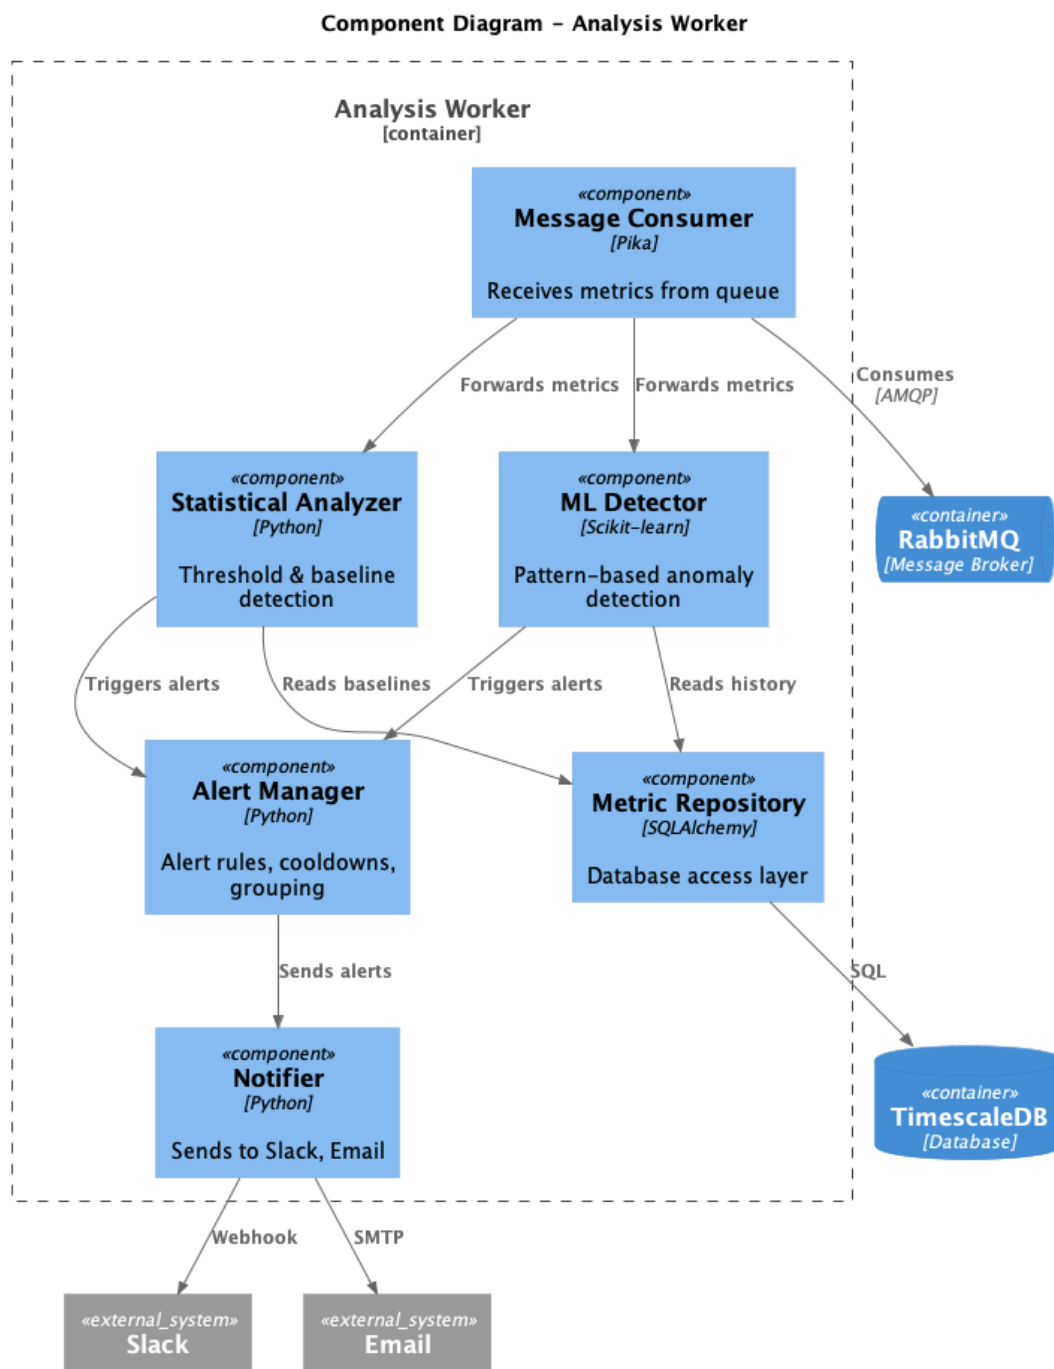 Component Diagram – Analysis Worker
Analysis Worker
[container]
«component»
Message Consumer
[Pika]
Receives metrics from queue
Forwards metrics
Forwards metrics
Consumes
[AMQP]
«component»
Statistical Analyzer
[Python]
Threshold & baseline
detection
«component»
ML Detector
[Scikit-learn]
Pattern-based anomaly
detection
«container»
RabbitMQ
[Message Broker]
Triggers alerts
Reads baselines
Triggers alerts
Reads history
«component»
Alert Manager
[Python]
Alert rules, cooldowns,
grouping
«component»
Metric Repository
[SQLAlchemy]
Database access layer
Sends alerts
SQL
«component»
Notifier
[Python]
Sends to Slack, Email
«container»
TimescaleDB
[Database]
Webhook
SMTP
«external_system»
Slack
«external_system»
Email